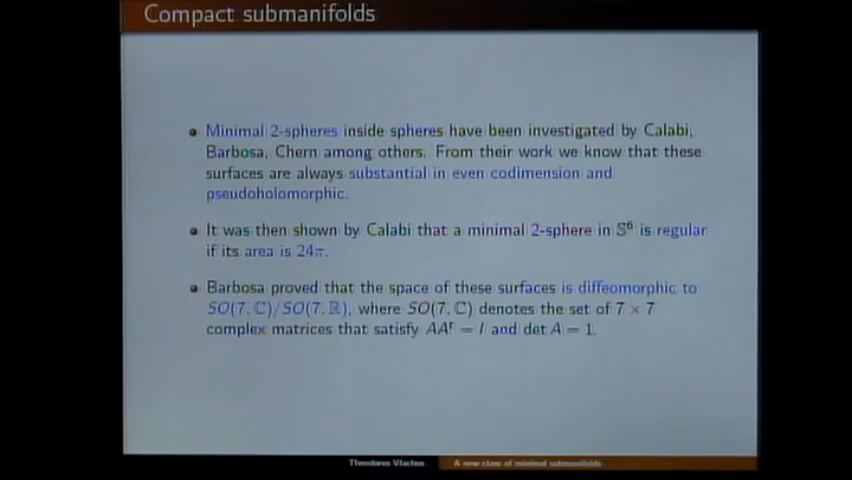 Compact submanifolds
Minimal 2-spheres inside spheres have been investigated by Calabi,
Barbosa, Chern among others. From their work we know that these
surfaces are always substantial in even codimension and
pseudoholomorphic.
It was then shown by Calabi that a minimal 2-sphere in 𝕊⁶ is regular
if its area is 24π.
Barbosa proved that the space of these surfaces is diffeomorphic to
SO(7, ℂ)/SO(7, ℝ), where SO(7, ℂ) denotes the set of 7 × 7
complex matrices that satisfy AAᵗ = I and det A = 1.
Theodoros Vlachos
A new class of minimal submanifolds